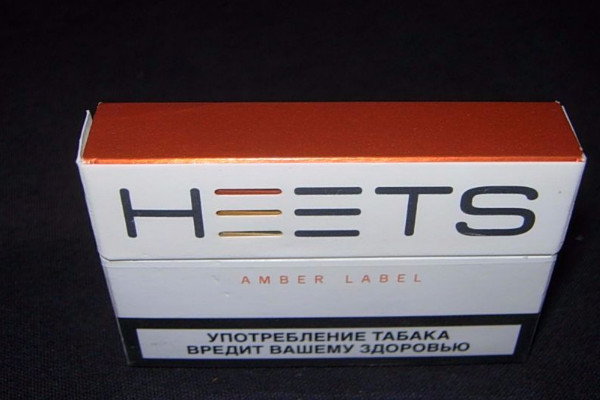 HEETS
AMBER LABEL
УПОТРЕБЛЕНИЕ ТАБАКА
ВРЕДИТ ВАШЕМУ ЗДОРОВЬЮ